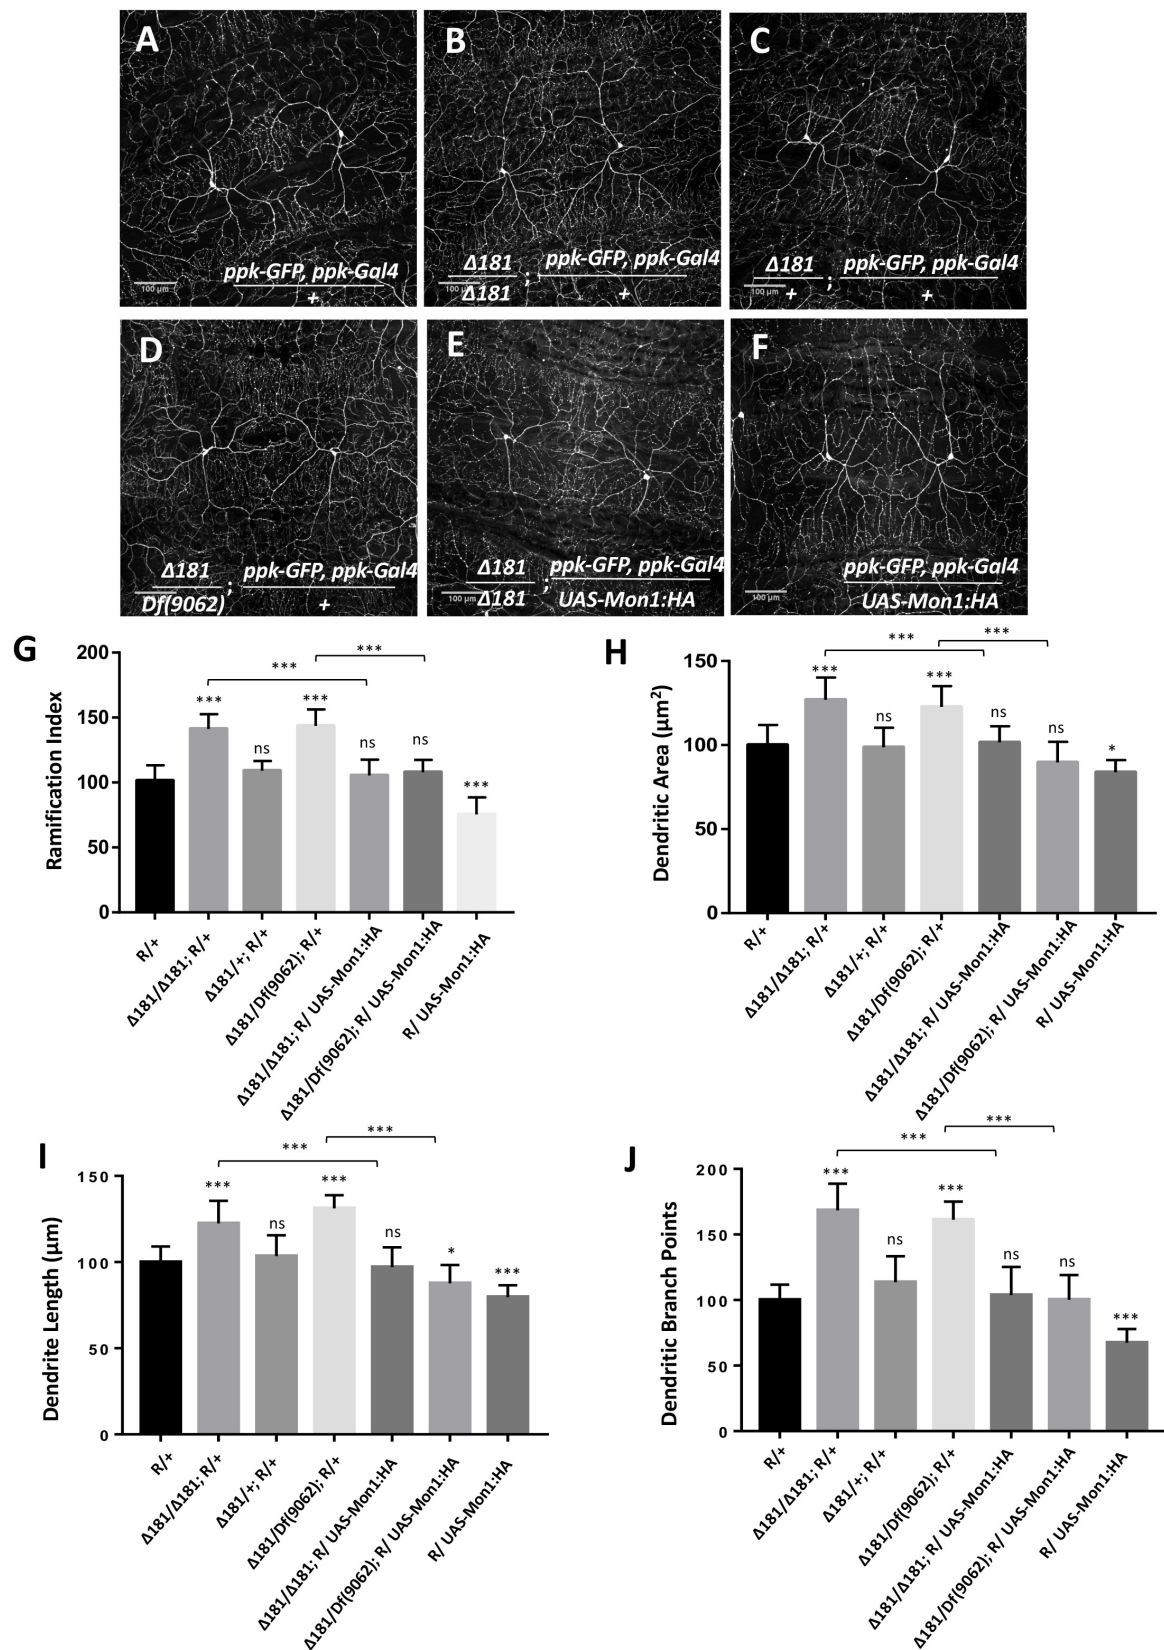 A
B
C
ppk-GFP, ppk-Gal4
+
100 µm
Δ181
Δ181
;
ppk-GFP, ppk-Gal4
+
100 µm
Δ181
+
;
ppk-GFP, ppk-Gal4
+
100 µm
D
E
F
Δ181
Df(9062)
;
ppk-GFP, ppk-Gal4
+
Δ181
Δ181
;
ppk-GFP, ppk-Gal4
UAS-Mon1:HA
100 µm
ppk-GFP, ppk-Gal4
UAS-Mon1:HA
100 µm
G
Ramification Index
200
150
100
50
0
***
***
***
ns
***
ns
ns
***
R/+
Δ181/Δ181; R/+
Δ181/+; R/+
Δ181/Df(9062); R/+
Δ181/Δ181; R/ UAS-Mon1:HA
Δ181/Df(9062); R/ UAS-Mon1:HA
R/ UAS-Mon1:HA
H
Dendritic Area (µm²)
150
100
50
0
***
***
***
ns
***
ns
ns
*
R/+
Δ181/Δ181; R/+
Δ181/+; R/+
Δ181/Df(9062); R/+
Δ181/Δ181; R/ UAS-Mon1:HA
Δ181/Df(9062); R/ UAS-Mon1:HA
R/ UAS-Mon1:HA
I
Dendrite Length (µm)
150
100
50
0
***
***
***
ns
***
ns
*
***
R/+
Δ181/Δ181; R/+
Δ181/+; R/+
Δ181/Df(9062); R/+
Δ181/Δ181; R/ UAS-Mon1:HA
Δ181/Df(9062); R/ UAS-Mon1:HA
R/ UAS-Mon1:HA
J
Dendritic Branch Points
200
150
100
50
0
***
***
***
ns
***
ns
ns
***
R/+
Δ181/Δ181; R/+
Δ181/+; R/+
Δ181/Df(9062); R/+
Δ181/Δ181; R/ UAS-Mon1:HA
Δ181/Df(9062); R/ UAS-Mon1:HA
R/ UAS-Mon1:HA